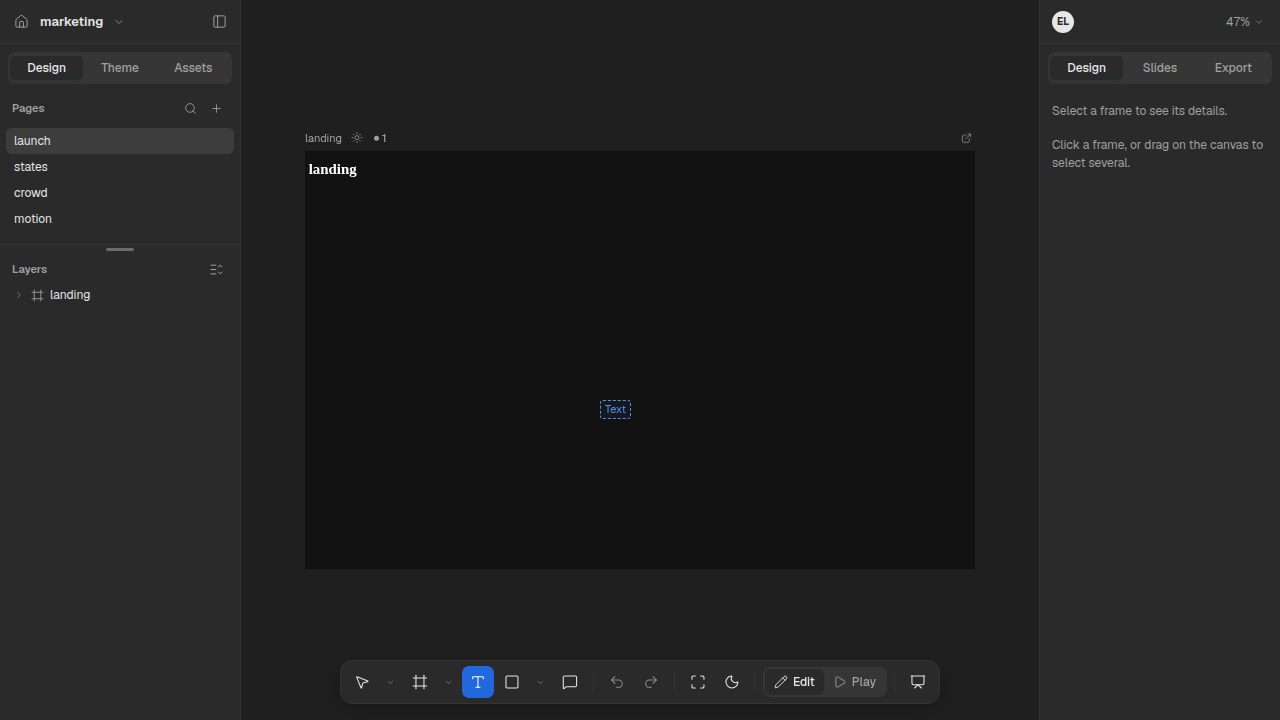 marketing
Design
Theme
Assets
Pages
launch
states
crowd
motion
Layers
landing
landing
1
landing
Text
Edit
Play
EL
47%
Design
Slides
Export
Select a frame to see its details.
Click a frame, or drag on the canvas to
select several.